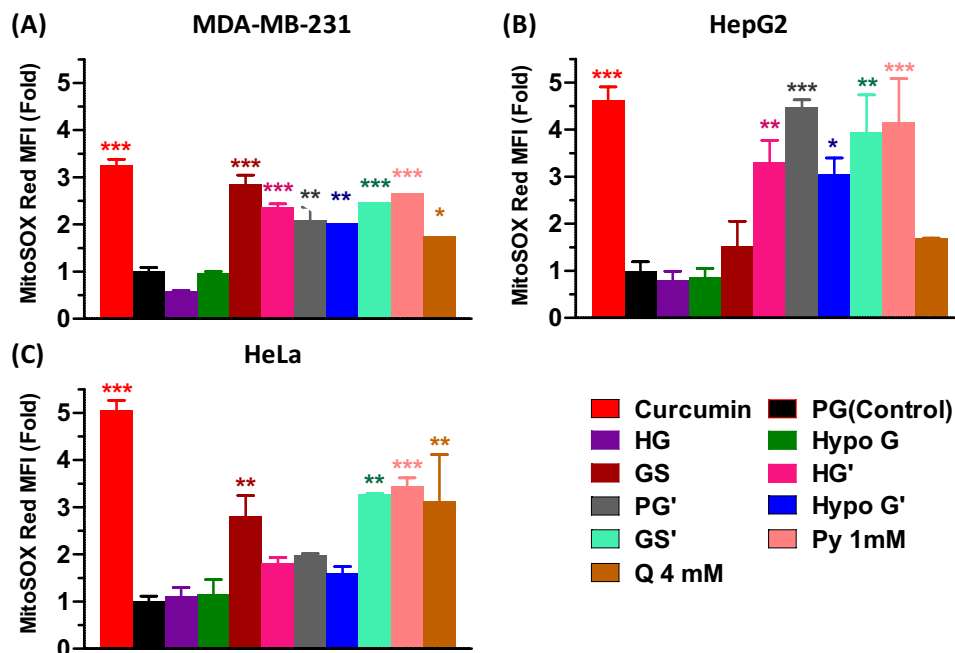 (A) MDA-MB-231
MitoSOX Red MFI (Fold)
5
4
3
2
1
0
*** *** *** ** ** *** *** *
(B) HepG2
MitoSOX Red MFI (Fold)
5
4
3
2
1
0
*** ** *** * ** ***
(C) HeLa
MitoSOX Red MFI (Fold)
5
4
3
2
1
0
*** ** ** *** **
Curcumin PG(Control)
HG Hypo G
GS HG'
PG' Hypo G'
GS' Py 1mM
Q 4 mM